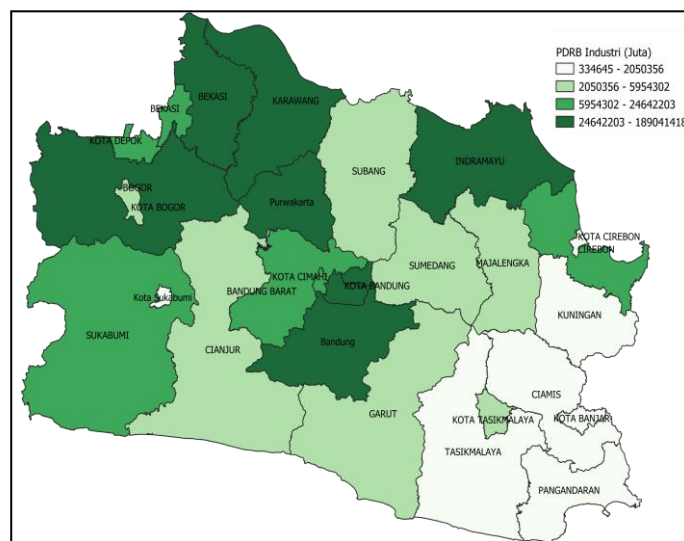 PDRB Industri (Juta)
334645 - 2050356
2050356 - 5954302
5954302 - 24642203
24642203 - 189041418
BEKASI
BEKASI
KARAWANG
KOTA DEPOK
SUBANG
INDRAMAYU
BOGOR
KOTA BOGOR
Purwakarta
KOTA CIREBON
CIREBON
SUMEDANG
MAJALENGKA
KOTA CIMAHI
KOTA BANDUNG
BANDUNG BARAT
Kota Sukabumi
KUNINGAN
SUKABUMI
CIANJUR
Bandung
CIAMIS
GARUT
KOTA TASIKMALAYA
KOTA BANJAR
TASIKMALAYA
PANGANDARAN